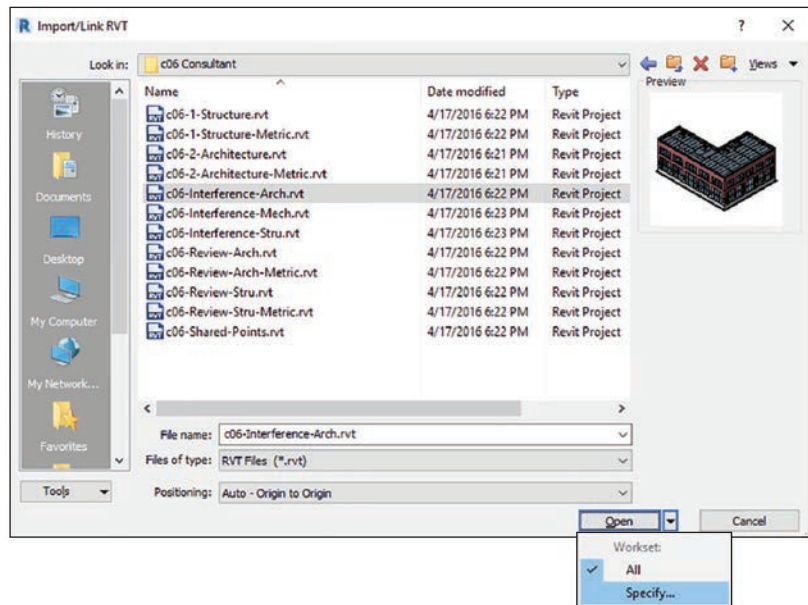 Import/Link RVT
? X
Look in: c06 Consultant Views
History
Documents
Desktop
My Computer
My Network...
Favorites
Tools
Name Date modified Type
c06-1-Structure.rvt 4/17/2016 6:22 PM Revit Project
c06-1-Structure-Metric.rvt 4/17/2016 6:22 PM Revit Project
c06-2-Architecture.rvt 4/17/2016 6:21 PM Revit Project
c06-2-Architecture-Metric.rvt 4/17/2016 6:21 PM Revit Project
c06-Interference-Arch.rvt 4/17/2016 6:22 PM Revit Project
c06-Interference-Mech.rvt 4/17/2016 6:23 PM Revit Project
c06-Interference-Stru.rvt 4/17/2016 6:23 PM Revit Project
c06-Review-Arch.rvt 4/17/2016 6:22 PM Revit Project
c06-Review-Arch-Metric.rvt 4/17/2016 6:22 PM Revit Project
c06-Review-Stru.rvt 4/17/2016 6:22 PM Revit Project
c06-Review-Stru-Metric.rvt 4/17/2016 6:22 PM Revit Project
c06-Shared-Points.rvt 4/17/2016 6:22 PM Revit Project
Preview
File name: c06-Interference-Arch.rvt
Files of type: RVT Files (*.rvt)
Positioning: Auto - Origin to Origin
Open Cancel
Workset:
All
Specify...